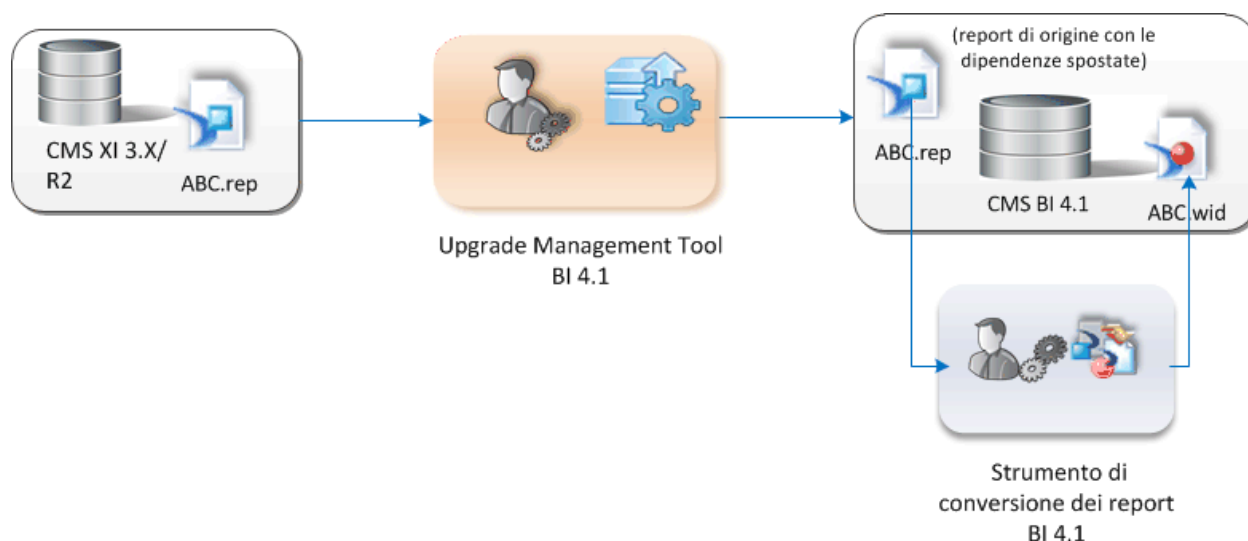 CMS XI 3.X/
R2
ABC.rep
Upgrade Management Tool
BI 4.1
(report di origine con le
dipendenze spostate)
ABC.rep
CMS BI 4.1
ABC.wid
Strumento di
conversione dei report
BI 4.1